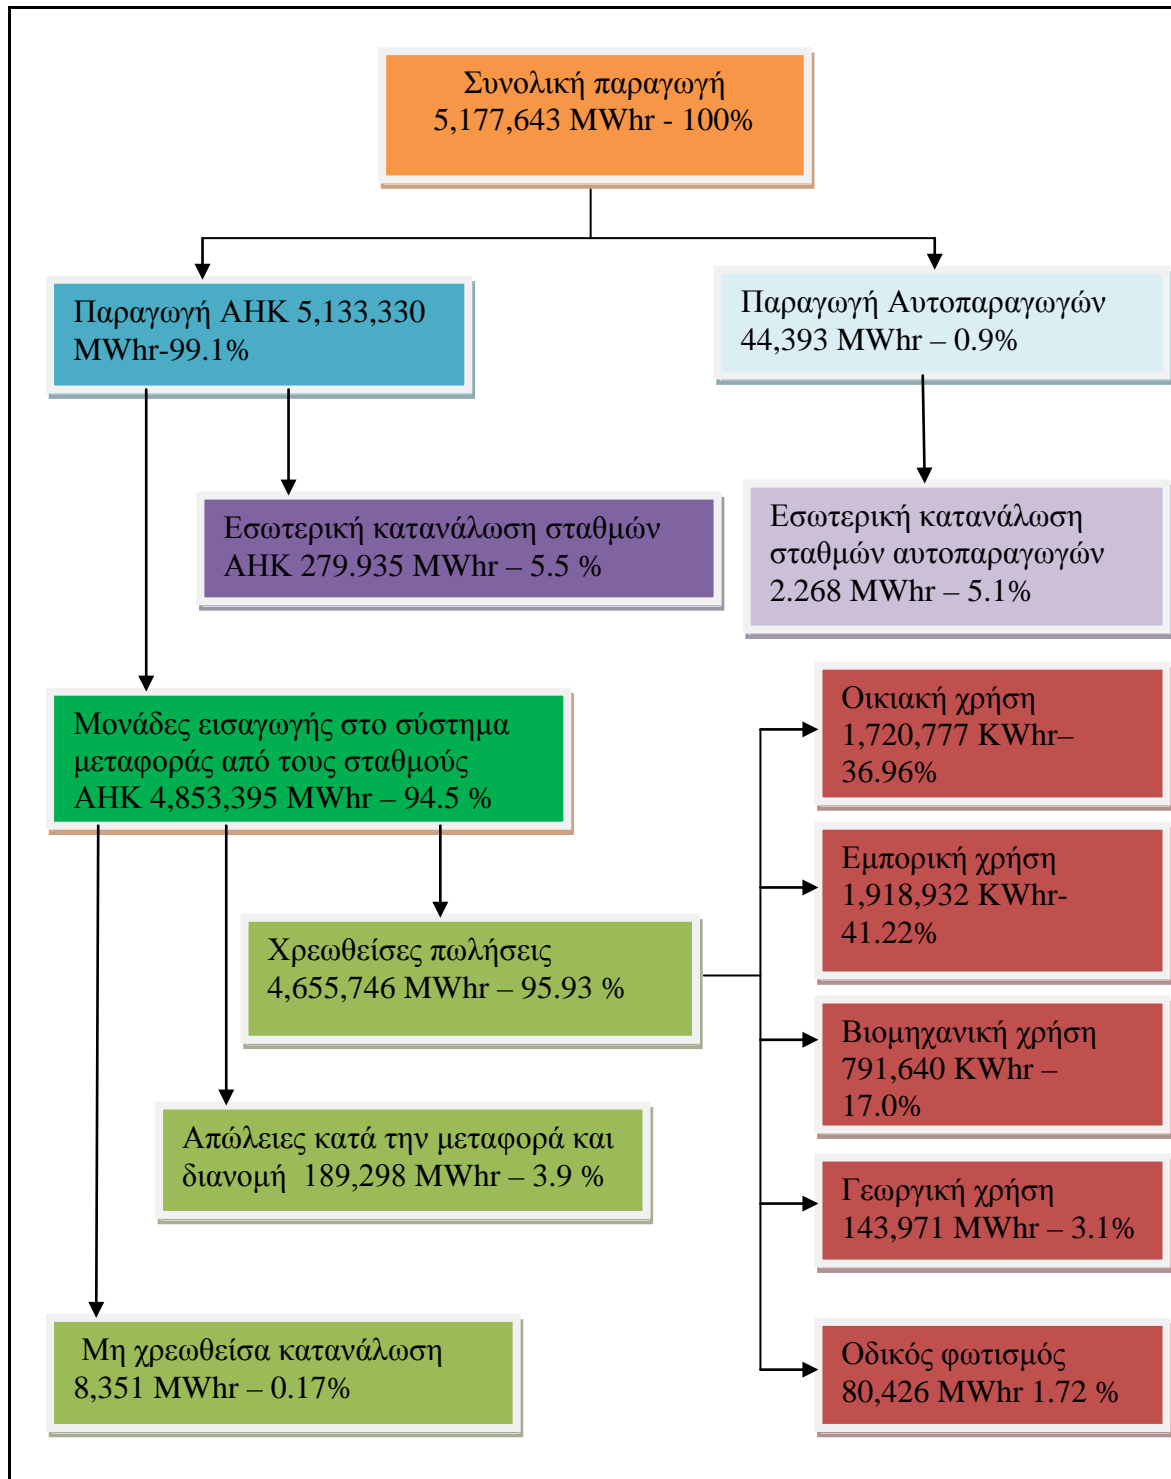 Συνολική παραγωγή
5,177,643 MWhr - 100%
Παραγωγή ΑΗΚ 5,133,330
MWhr-99.1%
Παραγωγή Αυτοπαραγωγών
44,393 MWhr – 0.9%
Εσωτερική κατανάλωση σταθμών
ΑΗΚ 279.935 MWhr – 5.5 %
Εσωτερική κατανάλωση
σταθμών αυτοπαραγωγών
2.268 MWhr – 5.1%
Μονάδες εισαγωγής στο σύστημα
μεταφοράς από τους σταθμούς
ΑΗΚ 4,853,395 MWhr – 94.5 %
Οικιακή χρήση
1,720,777 KWhr–
36.96%
Εμπορική χρήση
1,918,932 KWhr-
41.22%
Χρεωθείσες πωλήσεις
4,655,746 MWhr – 95.93 %
Βιομηχανική χρήση
791,640 KWhr –
17.0%
Απώλειες κατά την μεταφορά και
διανομή  189,298 MWhr – 3.9 %
Γεωργική χρήση
143,971 MWhr – 3.1%
Μη χρεωθείσα κατανάλωση
8,351 MWhr – 0.17%
Οδικός φωτισμός
80,426 MWhr 1.72 %